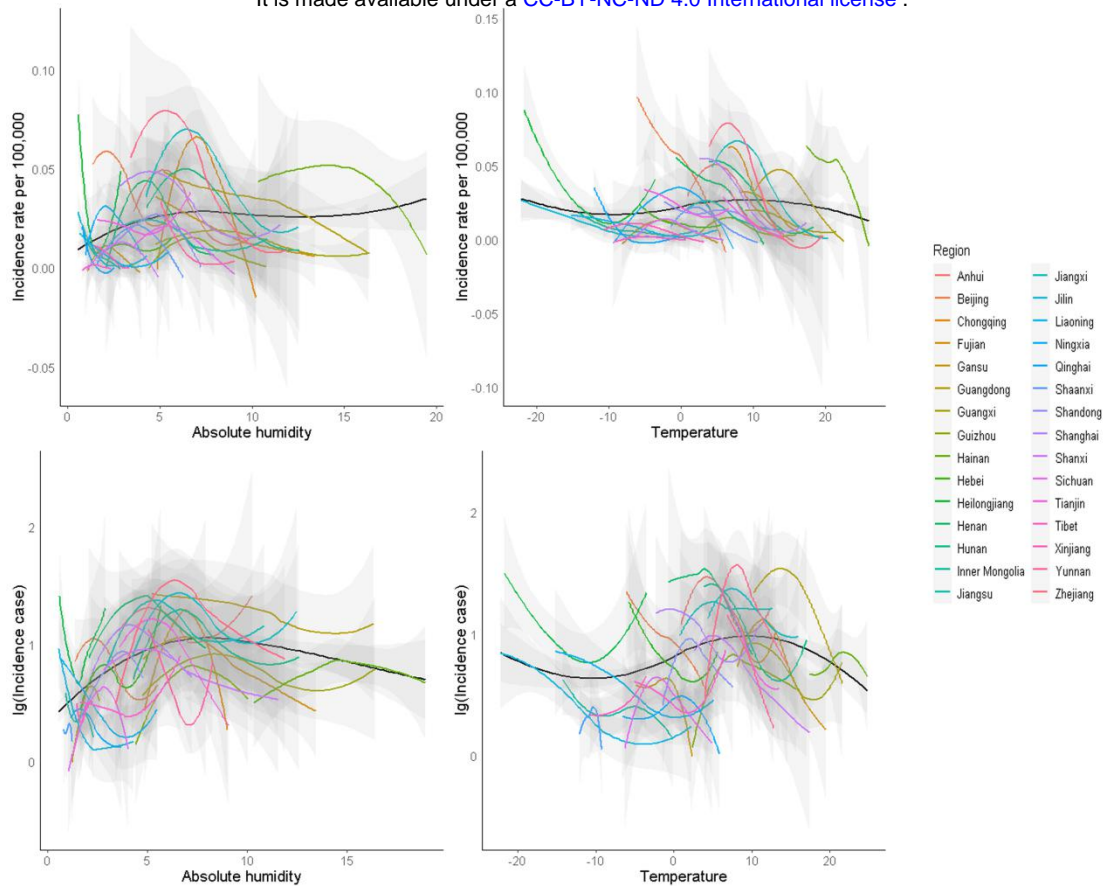 It is made available under a CC-BY-NC-ND 4.0 International license .
0.10
0.05
0.00
-0.05
Incidence rate per 100,000
0 5 10 15 20
Absolute humidity
0.15
0.10
0.05
0.00
-0.05
-0.10
Incidence rate per 100,000
-20 -10 0 10 20
Temperature
2
1
0
lg(Incidence case)
0 5 10 15
Absolute humidity
2
1
0
lg(Incidence case)
-20 -10 0 10 20
Temperature
Region
Anhui
Beijing
Chongqing
Fujian
Gansu
Guangdong
Guangxi
Guizhou
Hainan
Hebei
Heilongjiang
Henan
Hunan
Inner Mongolia
Jiangsu
Jiangxi
Jilin
Liaoning
Ningxia
Qinghai
Shaanxi
Shandong
Shanghai
Shanxi
Sichuan
Tianjin
Tibet
Xinjiang
Yunnan
Zhejiang